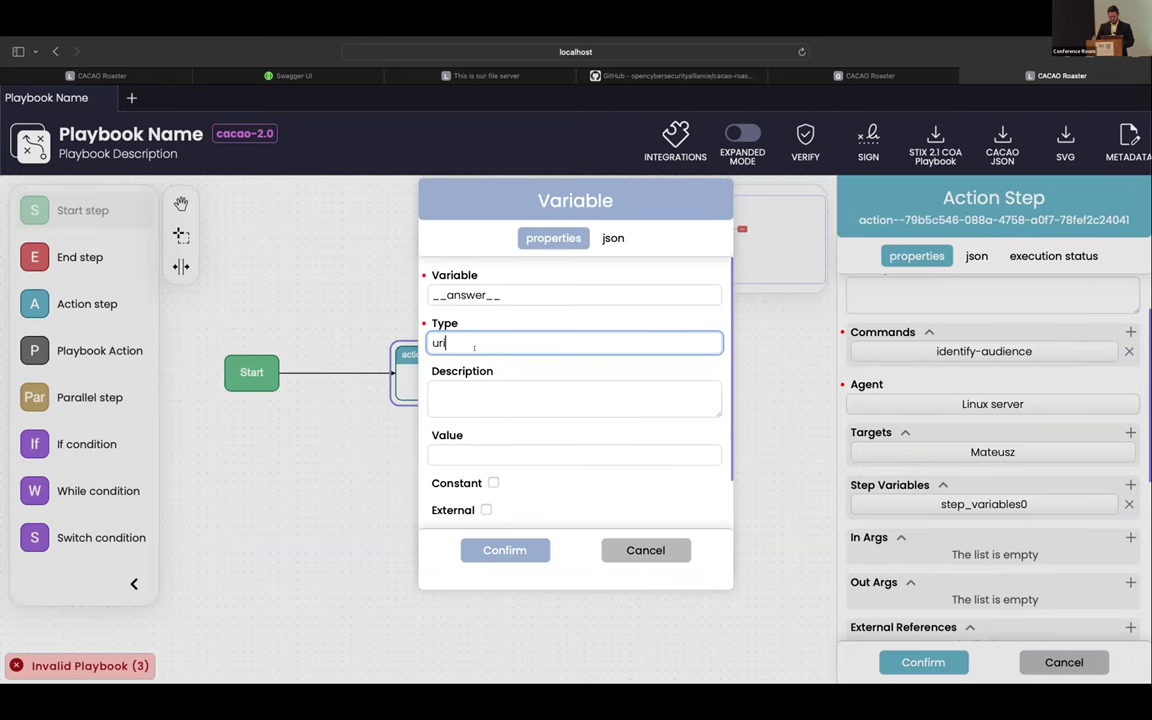 localhost
Conference Room
CACAO Roaster
Swagger UI
This is our file server
GitHub - opencybersecurityalliance/cacao-roas...
CACAO Roaster
CACAO Roaster
Playbook Name
Playbook Name
cacao-2.0
Playbook Description
INTEGRATIONS
EXPANDED
MODE
VERIFY
SIGN
STIX 2.1 COA
Playbook
CACAO
JSON
SVG
METADATA
S
Start step
E
End step
A
Action step
P
Playbook Action
Par
Parallel step
If
If condition
W
While condition
S
Switch condition
Invalid Playbook (3)
Start
Variable
properties
json
Variable
__answer__
Type
uri
Description
Value
Constant
External
Confirm
Cancel
Action Step
action--79b5c546-088a-4758-a0f7-78fef2c24041
properties
json
execution status
Commands
identify-audience
Agent
Linux server
Targets
Mateusz
Step Variables
step_variables0
In Args
The list is empty
Out Args
The list is empty
External References
Confirm
Cancel